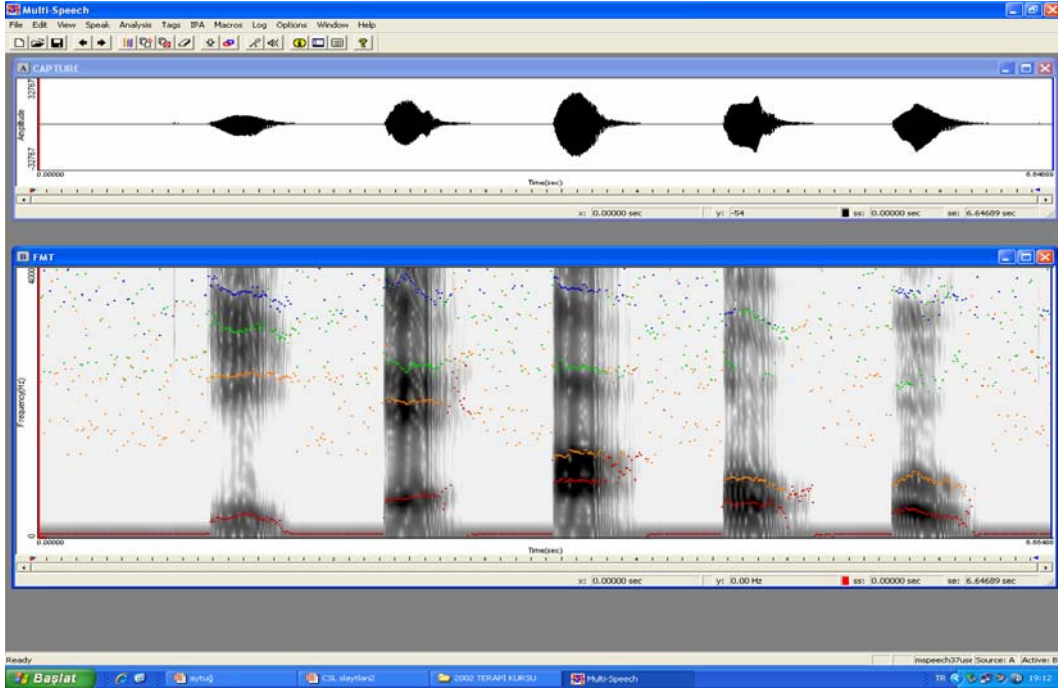 Multi-Speech
File Edit View Speak Analysis Tags IPA Macros Log Options Window Help
A CAPTURE
32767
Amplitude
-32767
0.00000 6.64689
Time(sec)
x: 0.00000 sec y: -54 ss: 0.00000 sec se: 6.64689 sec
B FMT
4000
Frequency(Hz)
0
0.00000
Time(sec)
x: 0.00000 sec y: 0.00 Hz ss: 0.00000 sec se: 6.64689 sec
Ready Source: A Active: B
Başlat aytuğ CSL slaytları2 2002 TERAPİ KURSU Multi-Speech TR 19:12